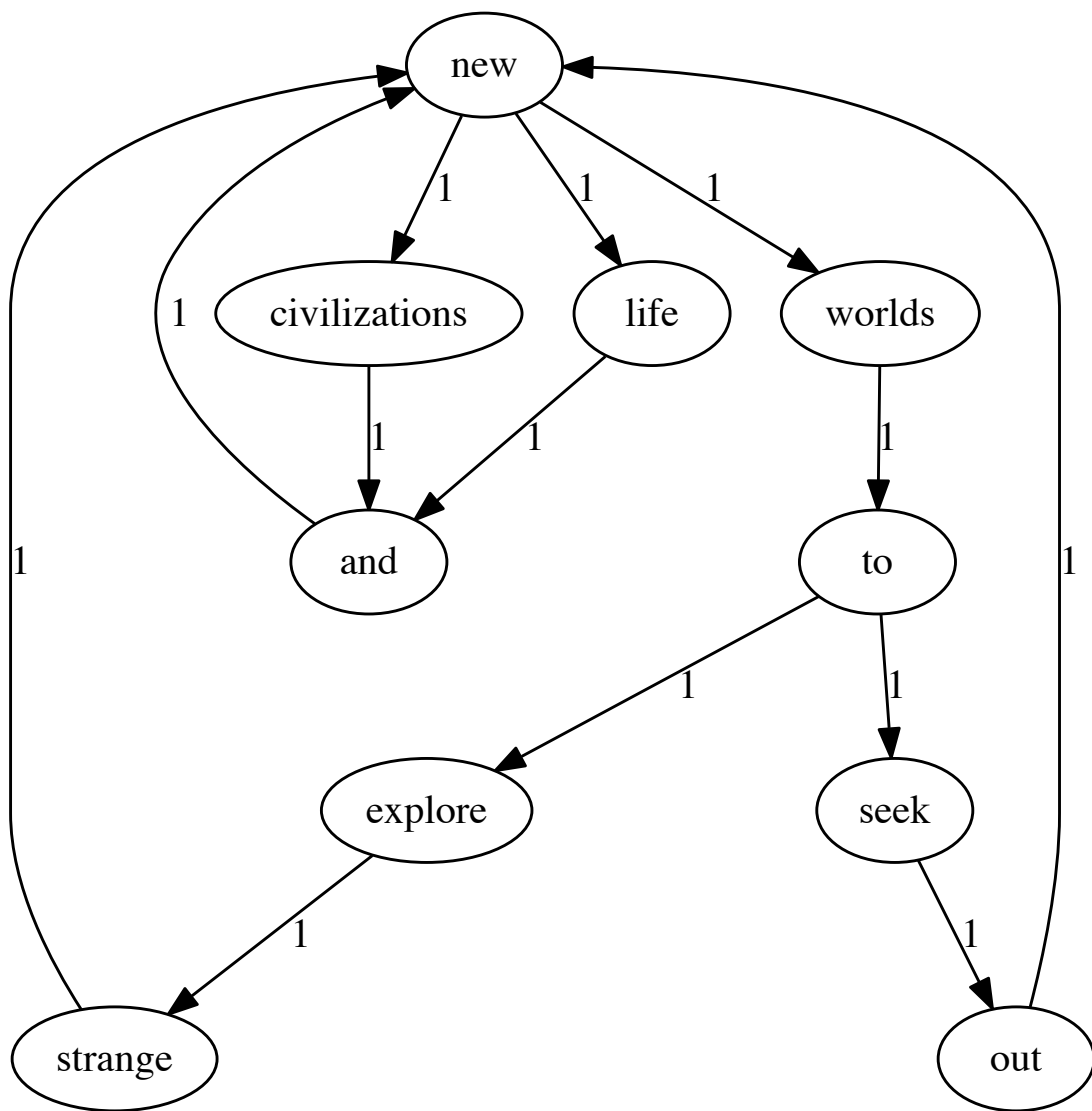 new
1 1 1
civilizations life worlds
1
1 1 1
and to
1 1
1 1
explore seek
1 1
strange out